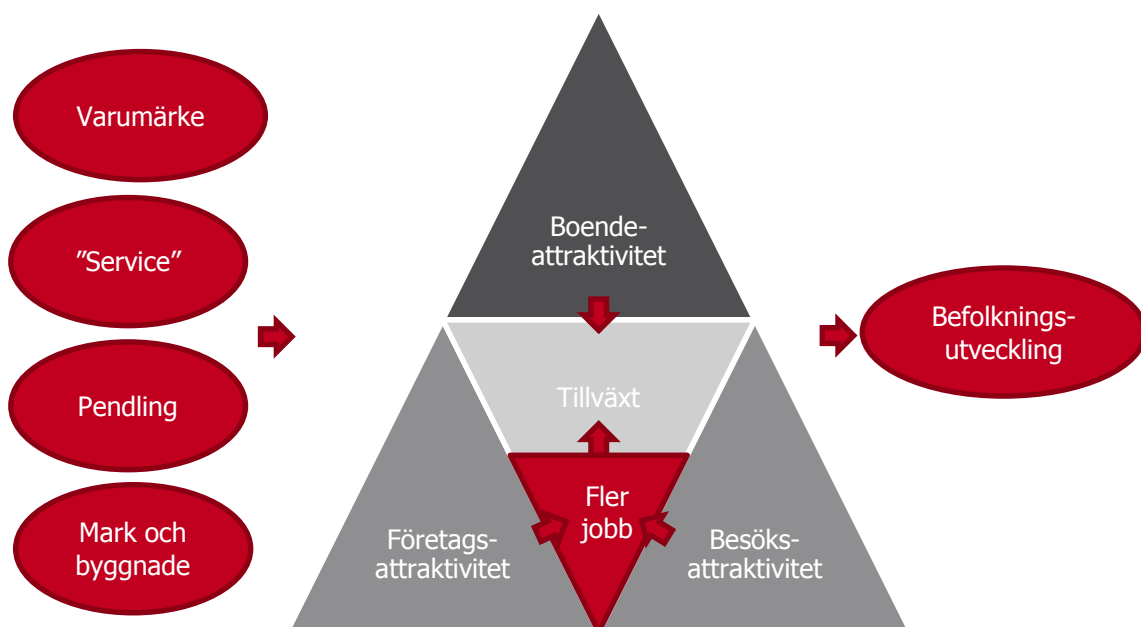 Varumärke
”Service”
Pendling
Mark och
byggnade
Boende-
attraktivitet
Tillväxt
Fler
jobb
Företags-
attraktivitet
Besöks-
attraktivitet
Befolknings-
utveckling